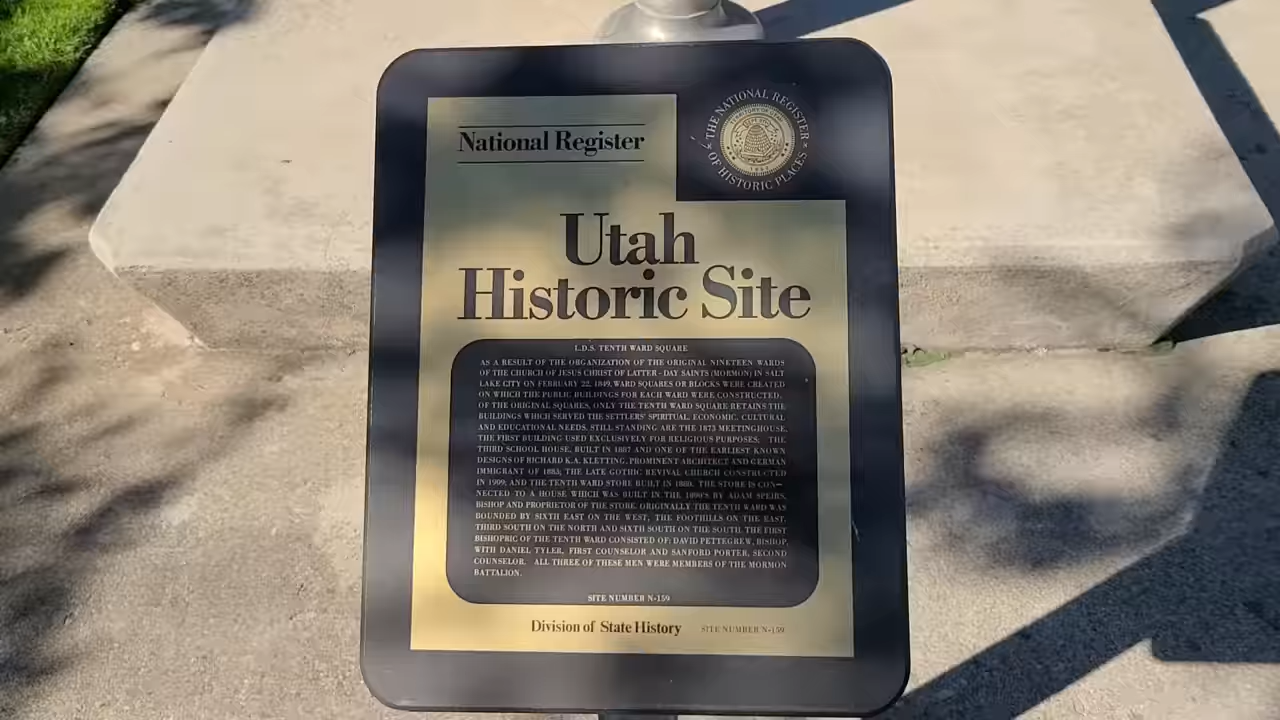 National Register
THE NATIONAL REGISTER
OF HISTORIC PLACES
Utah
Historic Site
L.D.S. TENTH WARD SQUARE
AS A RESULT OF THE ORGANIZATION OF THE ORIGINAL NINETEEN WARDS
OF THE CHURCH OF JESUS CHRIST OF LATTER-DAY SAINTS (MORMON) IN SALT
LAKE CITY ON FEBRUARY 22, 1849, WARD SQUARES OR BLOCKS WERE CREATED
ON WHICH THE PUBLIC BUILDINGS FOR EACH WARD WERE CONSTRUCTED.
OF THE ORIGINAL SQUARES, ONLY THE TENTH WARD SQUARE RETAINS THE
BUILDINGS WHICH SERVED THE SETTLERS' SPIRITUAL, ECONOMIC, CULTURAL
AND EDUCATIONAL NEEDS. STILL STANDING ARE THE 1873 MEETINGHOUSE,
THE FIRST BUILDING USED EXCLUSIVELY FOR RELIGIOUS PURPOSES; THE
THIRD SCHOOL HOUSE, BUILT IN 1887 AND ONE OF THE EARLIEST KNOWN
DESIGNS OF RICHARD K.A. KLETTING, PROMINENT ARCHITECT AND GERMAN
IMMIGRANT OF 1883; THE LATE GOTHIC REVIVAL CHURCH CONSTRUCTED
IN 1909; AND THE TENTH WARD STORE BUILT IN 1880. THE STORE IS CON-
NECTED TO A HOUSE WHICH WAS BUILT IN THE 1890'S BY ADAM SPEIRS,
BISHOP AND PROPRIETOR OF THE STORE. ORIGINALLY THE TENTH WARD WAS
BOUNDED BY SIXTH EAST ON THE WEST, THE FOOTHILLS ON THE EAST,
THIRD SOUTH ON THE NORTH AND SIXTH SOUTH ON THE SOUTH. THE FIRST
BISHOPRIC OF THE TENTH WARD CONSISTED OF: DAVID PETTEGREW, BISHOP,
WITH DANIEL TYLER, FIRST COUNSELOR AND SANFORD PORTER, SECOND
COUNSELOR. ALL THREE OF THESE MEN WERE MEMBERS OF THE MORMON
BATTALION.
SITE NUMBER N-159
Division of State History SITE NUMBER N-159